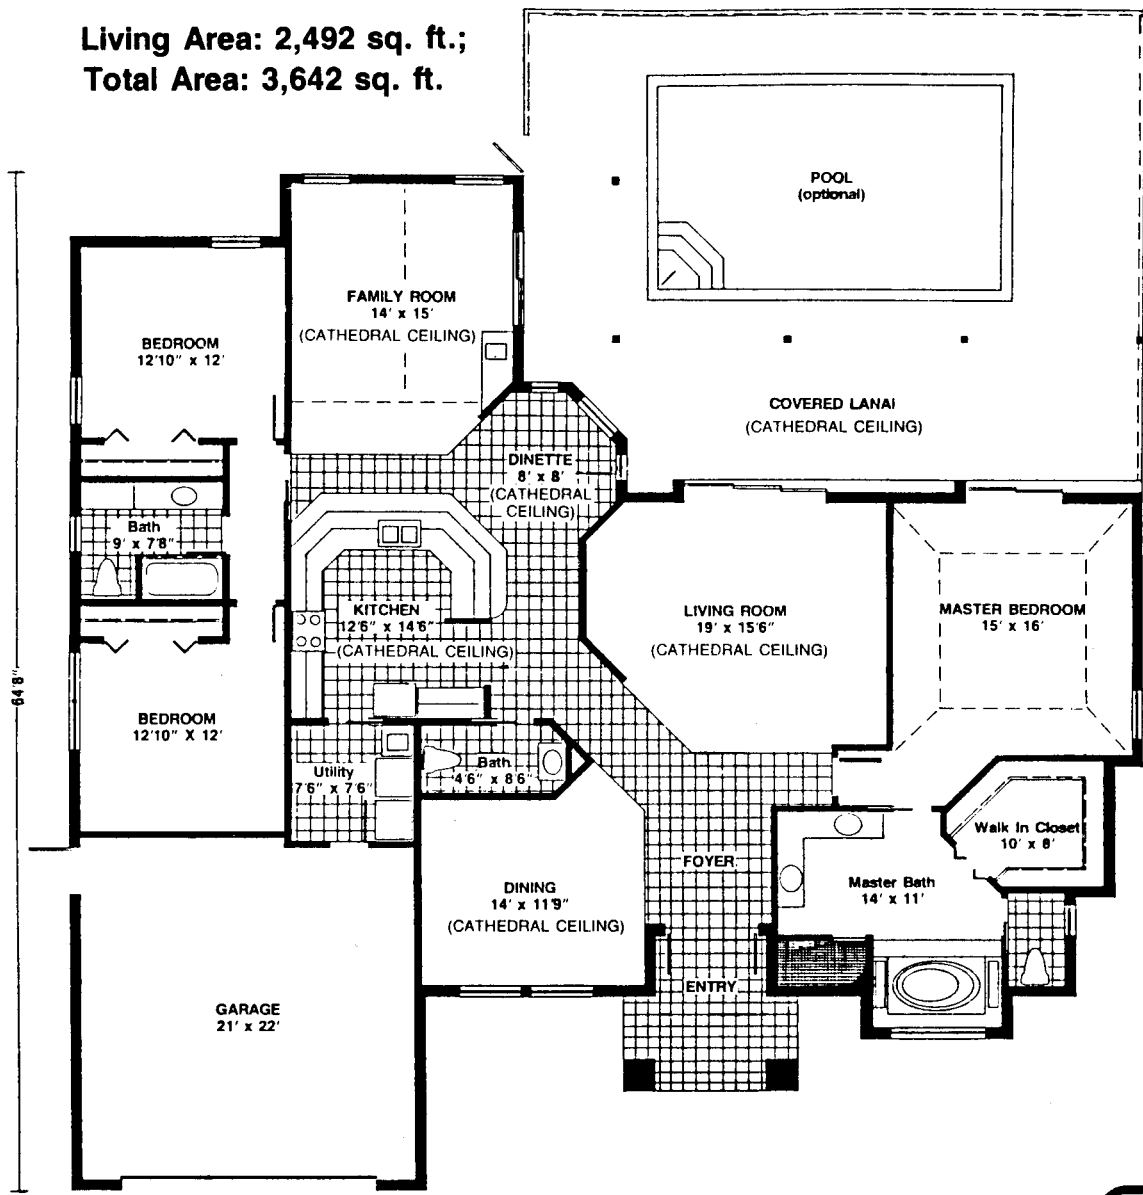 Living Area: 2,492 sq. ft.;
Total Area: 3,642 sq. ft.
POOL
(optional)
FAMILY ROOM
14' x 15'
(CATHEDRAL CEILING)
BEDROOM
12'10" x 12'
COVERED LANAI
(CATHEDRAL CEILING)
DINETTE
8' x 8'
(CATHEDRAL
CEILING)
Bath
9' x 7'8"
KITCHEN
12'6" x 14'6"
(CATHEDRAL CEILING)
LIVING ROOM
19' x 15'6"
(CATHEDRAL CEILING)
MASTER BEDROOM
15' x 16'
64'8"
BEDROOM
12'10" X 12'
Utility
7'6" x 7'6"
Bath
4'6" x 8'6"
Walk In Closet
10' x 8'
FOYER
Master Bath
14' x 11'
DINING
14' x 11'9"
(CATHEDRAL CEILING)
ENTRY
GARAGE
21' x 22'